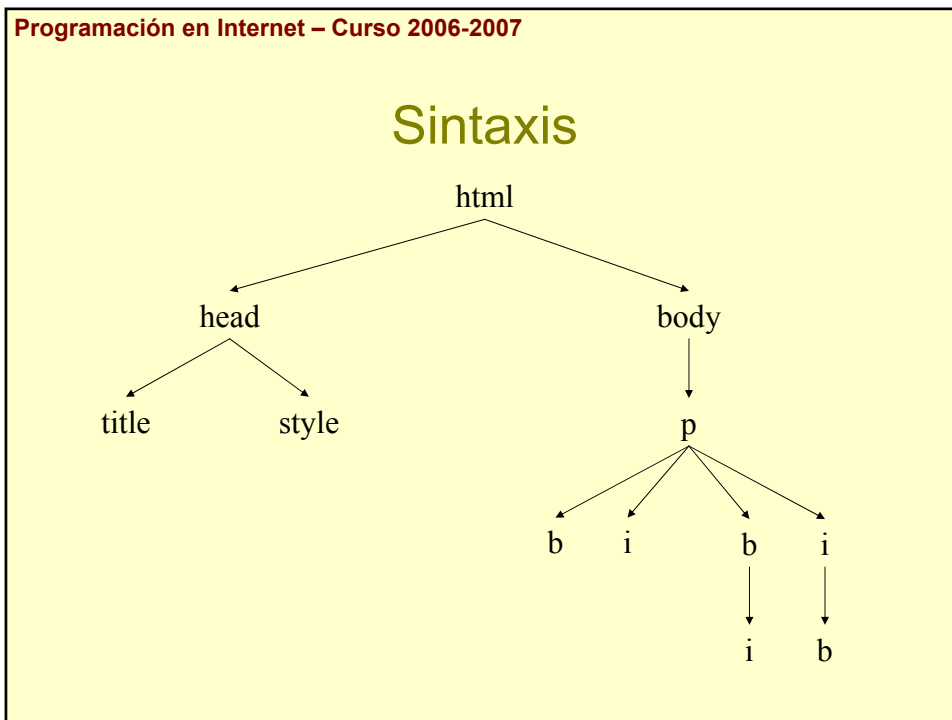 Programación en Internet – Curso 2006-2007
Sintaxis
html
head body
title style p
b i b i
i b